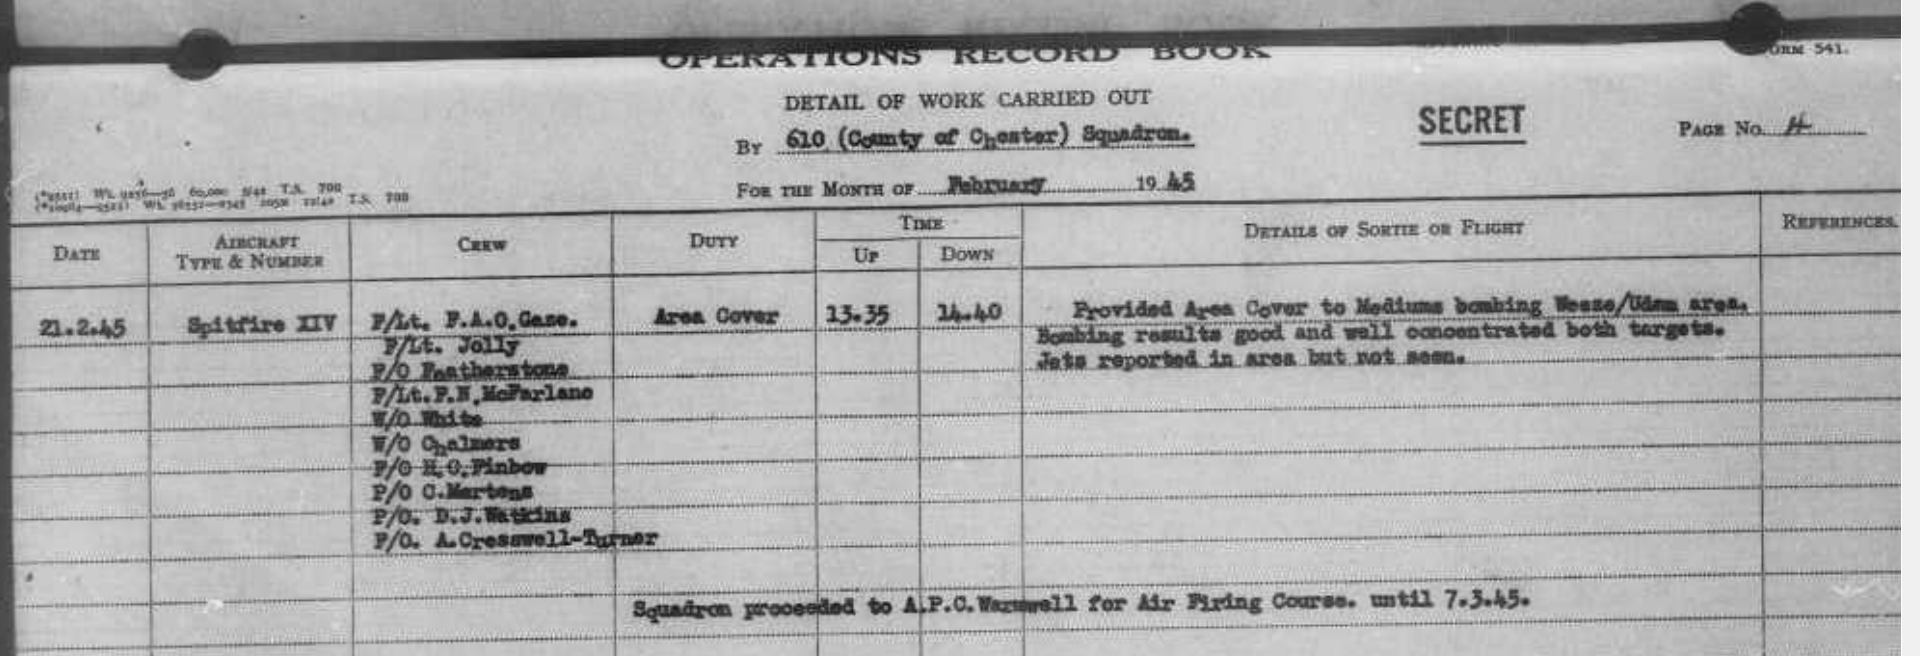 OPERATIONS RECORD BOOK
FORM 541.
DETAIL OF WORK CARRIED OUT
SECRET
PAGE No. 4
By 610 (County of Chester) Squadron.
FOR THE MONTH OF February 1945
DATE
AIRCRAFT TYPE & NUMBER
CREW
DUTY
TIME
UP
DOWN
DETAILS OF SORTIE OR FLIGHT
REFERENCES.
21.2.45 Spitfire XIV F/Lt. F.A.O.Gaze. Area Cover 13.35 14.40 Provided Area Cover to Mediums bombing Weeze/Udem area.
F/Lt. Jolly Bombing results good and well concentrated both targets.
F/O Featherstone Jets reported in area but not seen.
F/Lt.F.N.McFarlane
W/O White
W/O Chalmers
F/O H.O.Finbow
P/O C.Mertens
P/O. D.J.Watkins
F/O. A.Cresswell-Turner
Squadron proceeded to A.P.C.Warmwell for Air Firing Course. until 7.3.45.